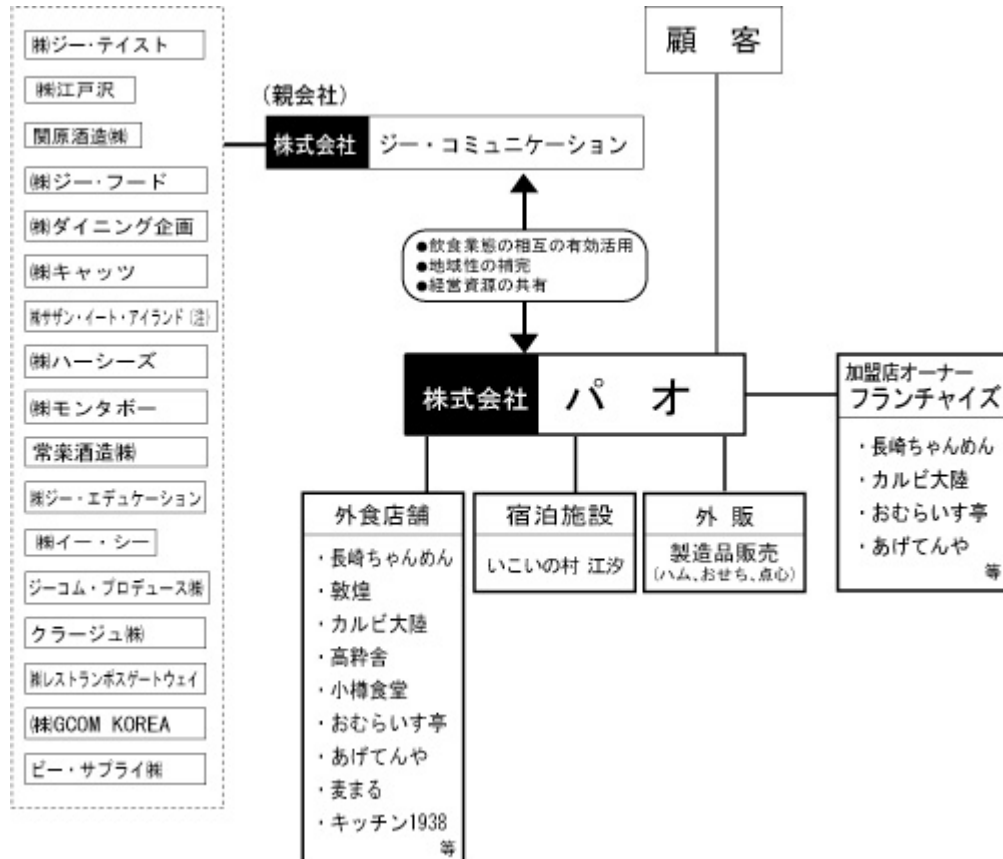 ㈱ジー・テイスト
㈱江戸沢
関原酒造㈱
㈱ジー・フード
㈱ダイニング企画
㈱キャッツ
㈱サザン・イート・アイランド（注）
㈱ハーシーズ
㈱モンタボー
常楽酒造㈱
㈱ジー・エデュケーション
㈱イー・シー
ジーコム・プロデュース㈱
クラージュ㈱
㈱レストランボスゲートウェイ
㈱GCOM KOREA
ビー・サプライ㈱
（親会社）
株式会社 ジー・コミュニケーション
顧 客
●飲食業態の相互の有効活用
●地域性の補完
●経営資源の共有
株式会社 パ オ
加盟店オーナー
フランチャイズ
・長崎ちゃんめん
・カルビ大陸
・おむらいす亭
・あげてんや
等
外食店舗
・長崎ちゃんめん
・敦煌
・カルビ大陸
・高粋舎
・小樽食堂
・おむらいす亭
・あげてんや
・麦まる
・キッチン1938
等
宿泊施設
いこいの村 江汐
外 販
製造品販売
（ハム、おせち、点心）